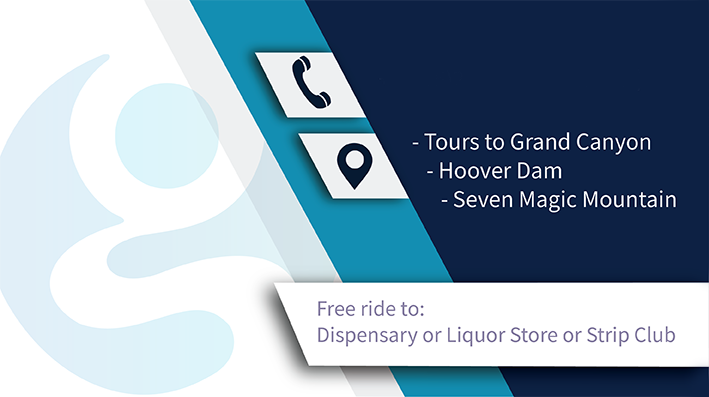 - Tours to Grand Canyon
- Hoover Dam
- Seven Magic Mountain
Free ride to:
Dispensary or Liquor Store or Strip Club